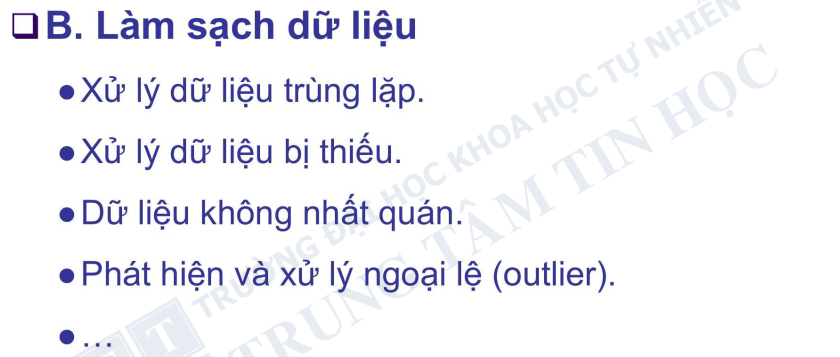 B. Làm sạch dữ liệu
● Xử lý dữ liệu trùng lặp.
● Xử lý dữ liệu bị thiếu.
● Dữ liệu không nhất quán.
● Phát hiện và xử lý ngoại lệ (outlier).
● ...
TRƯỜNG ĐẠI HỌC KHOA HỌC TỰ NHIÊN
TRUNG TÂM TIN HỌC